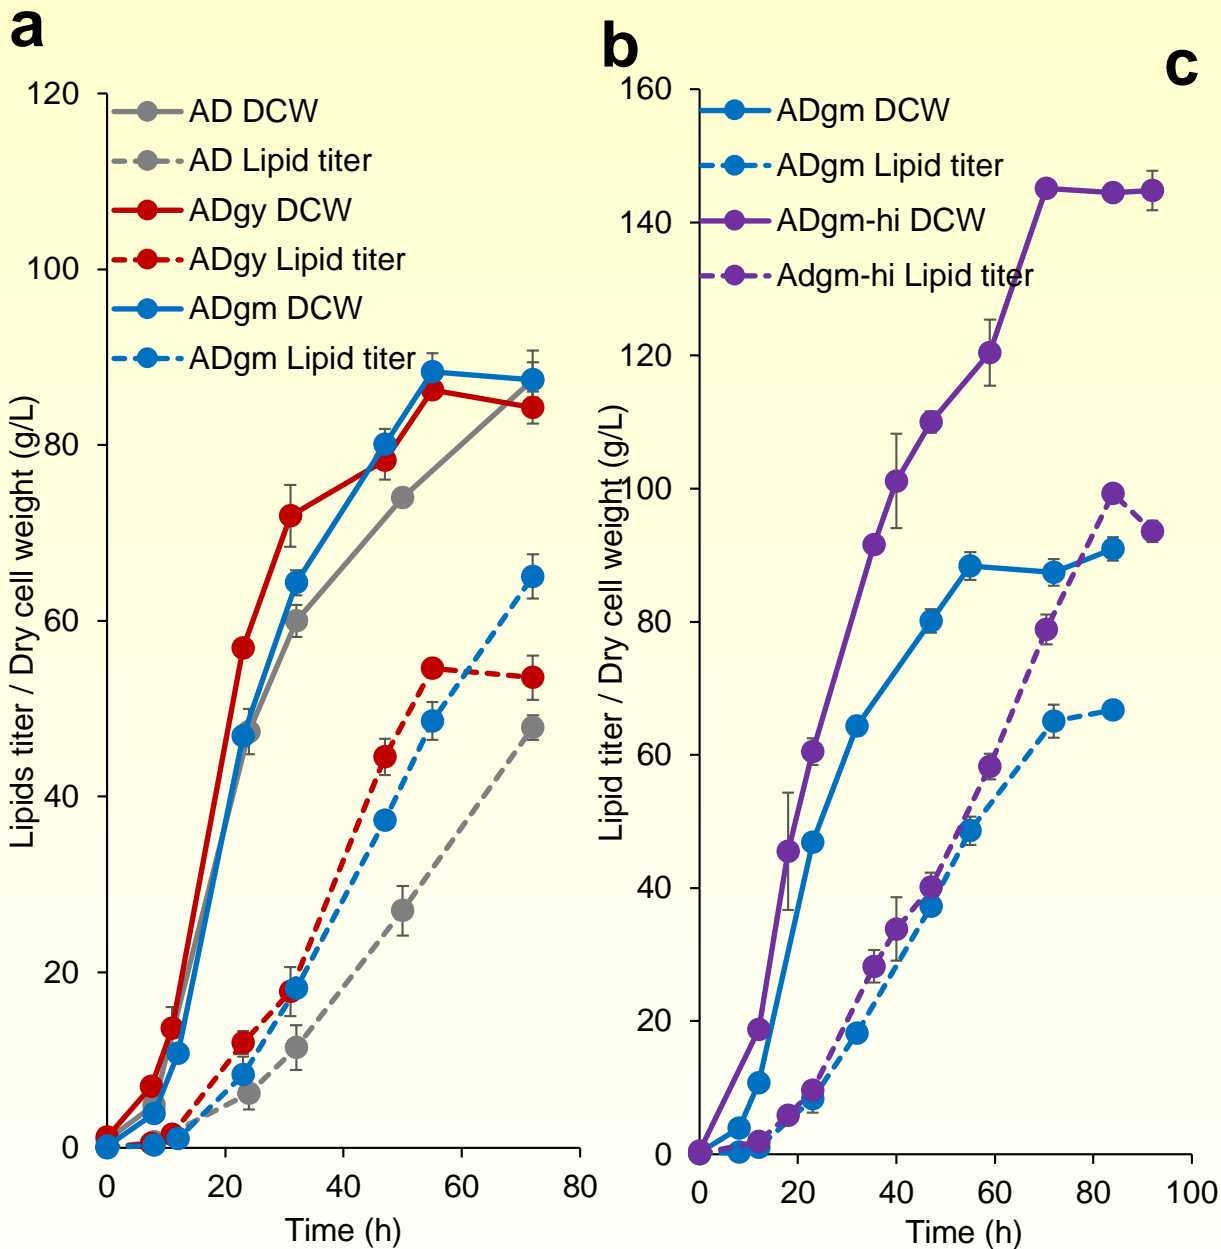 a
120
100
80
60
40
20
0
AD DCW
AD Lipid titer
ADgy DCW
ADgy Lipid titer
ADgm DCW
ADgm Lipid titer
Lipids titer / Dry cell weight (g/L)
0 20 40 60 80
Time (h)
b
160
140
120
100
80
60
40
20
0
ADgm DCW
ADgm Lipid titer
ADgm-hi DCW
Adgm-hi Lipid titer
Lipid titer / Dry cell weight (g/L)
0 20 40 60 80 100
Time (h)
c